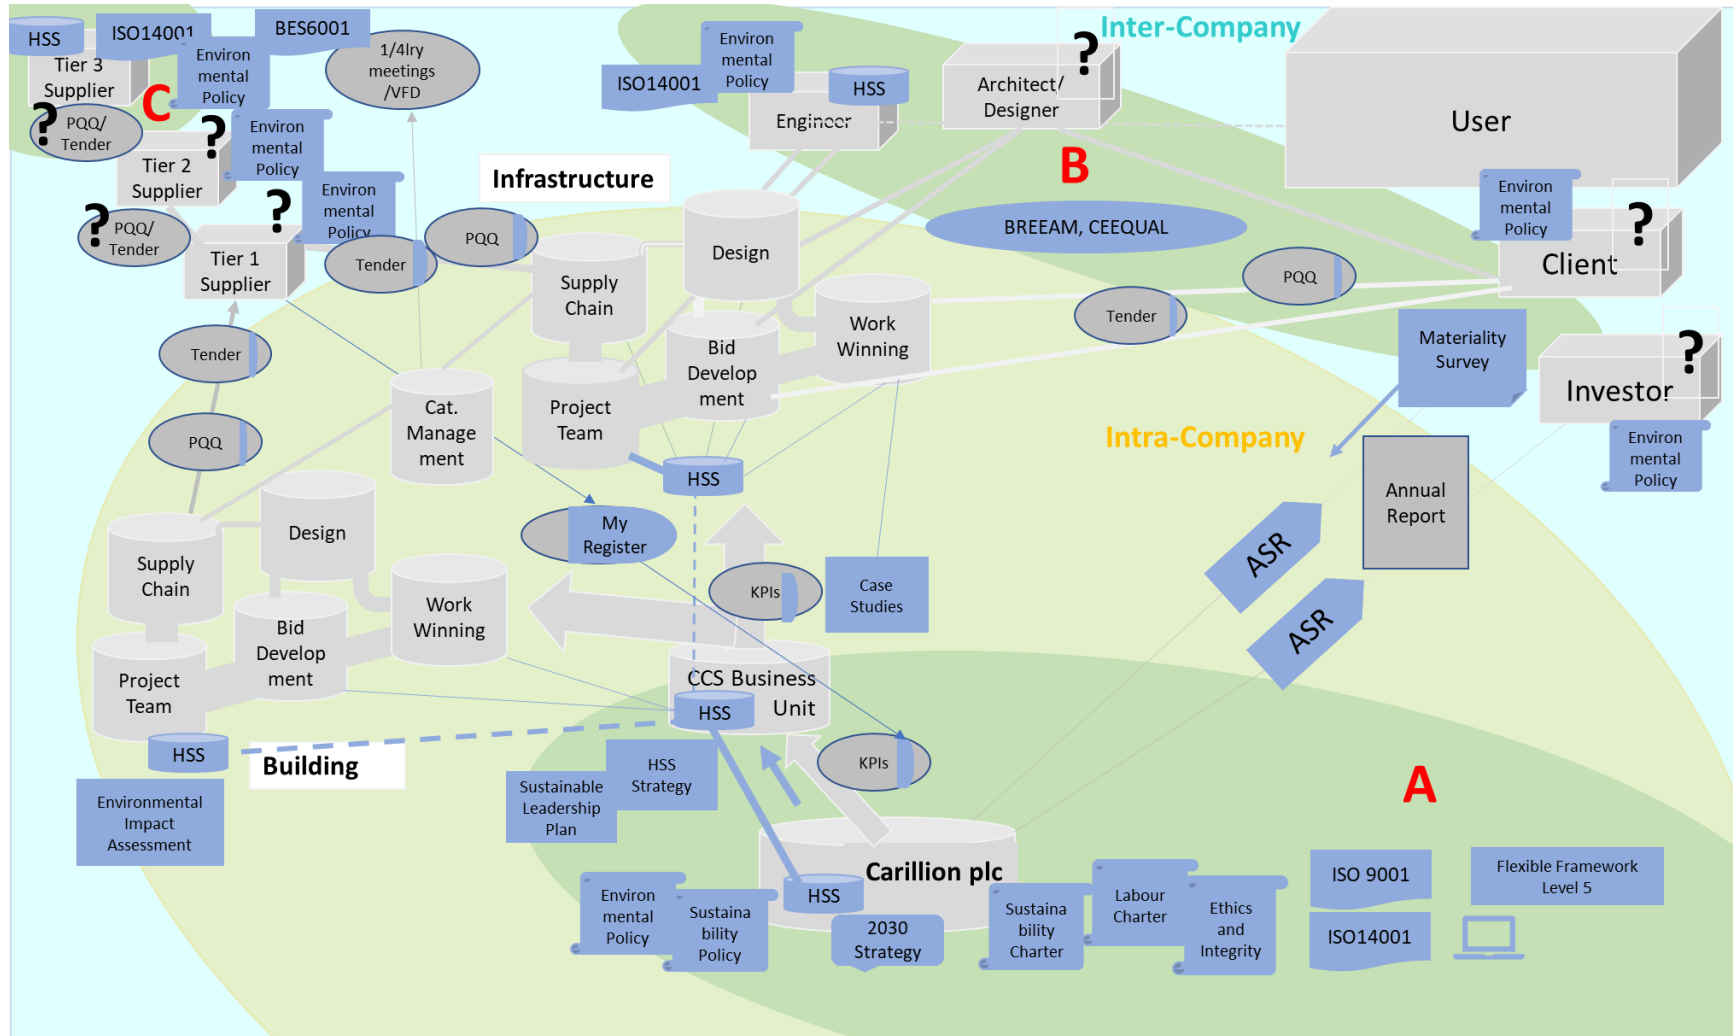 HSS
ISO14001
BES6001
Tier 3
Supplier
Environ
mental
Policy
1/4lry
meetings
/VFD
C
?
PQQ/
Tender
?
Tier 2
Supplier
Environ
mental
Policy
?
PQQ/
Tender
?
Tier 1
Supplier
Environ
mental
Policy
Tender
PQQ
Infrastructure
ISO14001
Environ
mental
Policy
HSS
Engineer
Architect/
Designer
?
Inter-Company
User
B
BREEAM, CEEQUAL
Environ
mental
Policy
?
Client
PQQ
Tender
Materiality
Survey
?
Investor
Environ
mental
Policy
Design
Supply
Chain
Work
Winning
Bid
Develop
ment
Project
Team
HSS
Cat.
Manage
ment
Tender
PQQ
Intra-Company
Annual
Report
ASR
ASR
My
Register
KPIs
Case
Studies
Design
Supply
Chain
Work
Winning
Bid
Develop
ment
Project
Team
HSS
Building
Environmental
Impact
Assessment
CCS Business
Unit
HSS
HSS
Strategy
Sustainable
Leadership
Plan
KPIs
A
Carillion plc
HSS
2030
Strategy
Environ
mental
Policy
Sustaina
bility
Policy
Sustaina
bility
Charter
Labour
Charter
Ethics
and
Integrity
ISO 9001
ISO14001
Flexible Framework
Level 5